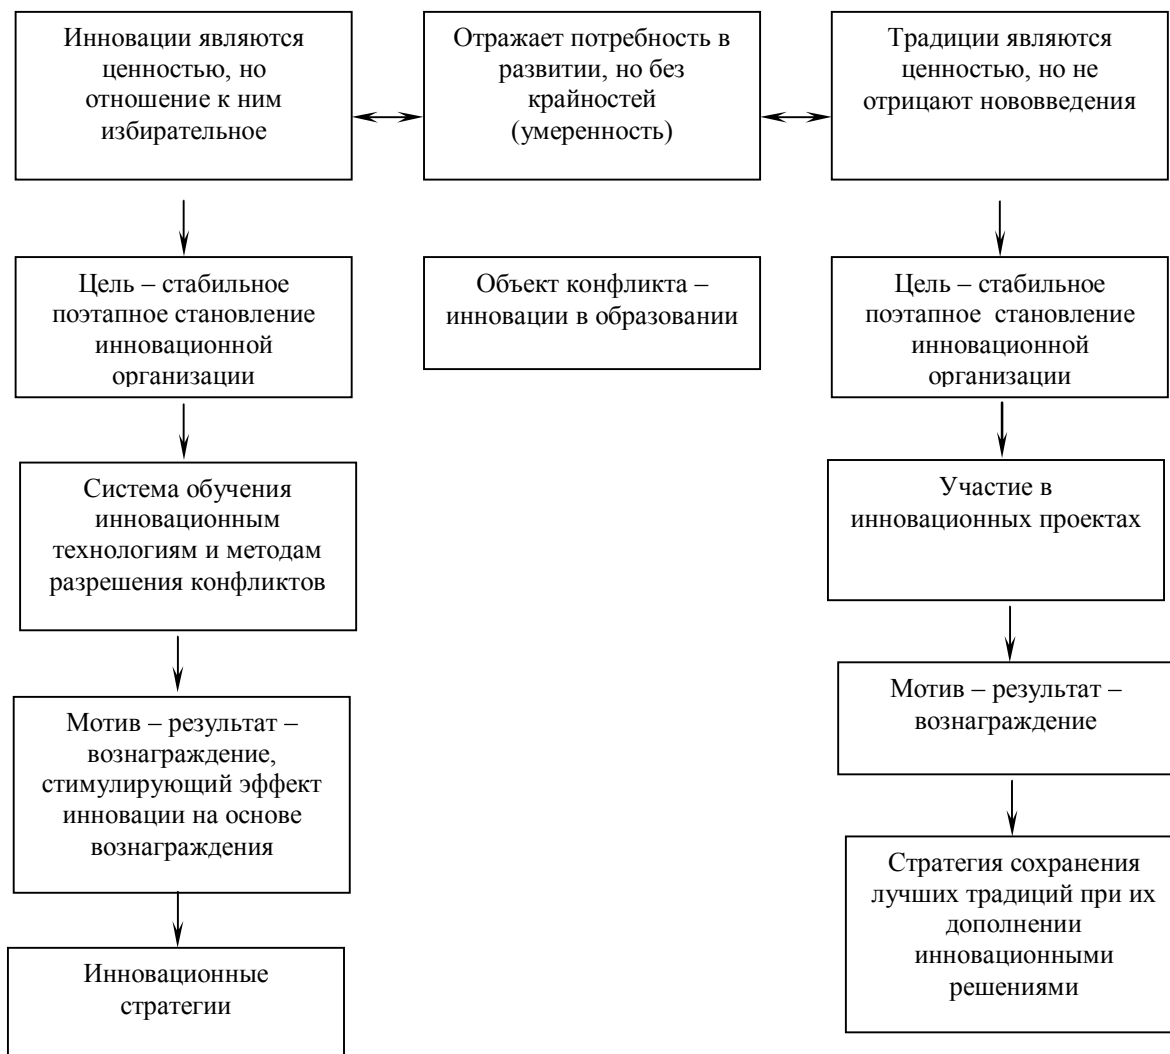 Инновации являются
ценностью, но
отношение к ним
избирательное
Отражает потребность в
развитии, но без
крайностей
(умеренность)
Традиции являются
ценностью, но не
отрицают нововведения
Цель – стабильное
поэтапное становление
инновационной
организации
Объект конфликта –
инновации в образовании
Цель – стабильное
поэтапное становление
инновационной
организации
Система обучения
инновационным
технологиям и методам
разрешения конфликтов
Участие в
инновационных проектах
Мотив – результат –
вознаграждение,
стимулирующий эффект
инновации на основе
вознаграждения
Мотив – результат –
вознаграждение
Инновационные
стратегии
Стратегия сохранения
лучших традиций при их
дополнении
инновационными
решениями